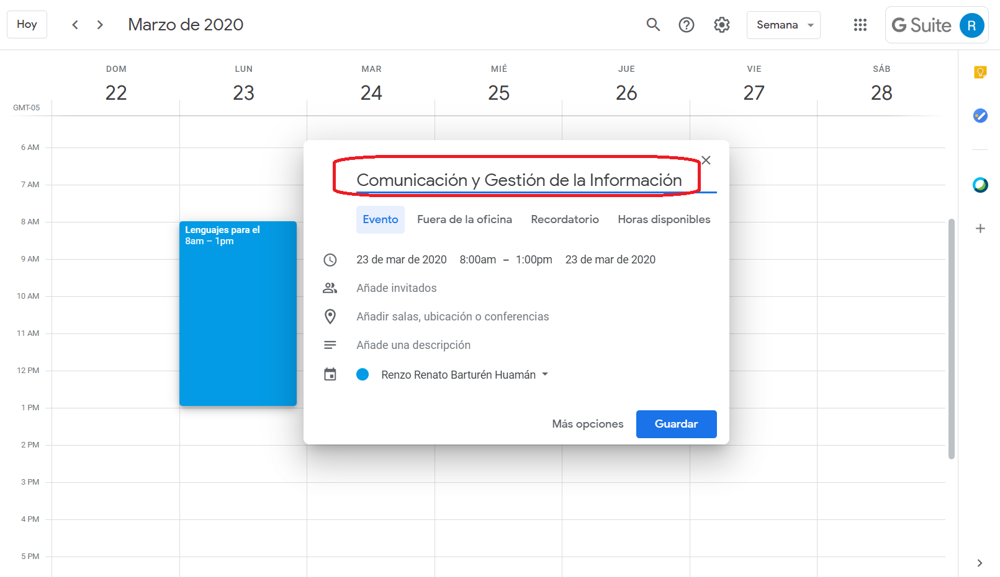 Hoy
Marzo de 2020
Semana
G Suite
R
DOM
LUN
MAR
MIÉ
JUE
VIE
SÁB
22
23
24
25
26
27
28
GMT-05
6 AM
7 AM
8 AM
9 AM
10 AM
11 AM
12 PM
1 PM
2 PM
3 PM
4 PM
5 PM
Lenguajes para el
8am – 1pm
Comunicación y Gestión de la Información
Evento
Fuera de la oficina
Recordatorio
Horas disponibles
23 de mar de 2020 8:00am – 1:00pm 23 de mar de 2020
Añade invitados
Añadir salas, ubicación o conferencias
Añade una descripción
Renzo Renato Barturén Huamán
Más opciones
Guardar